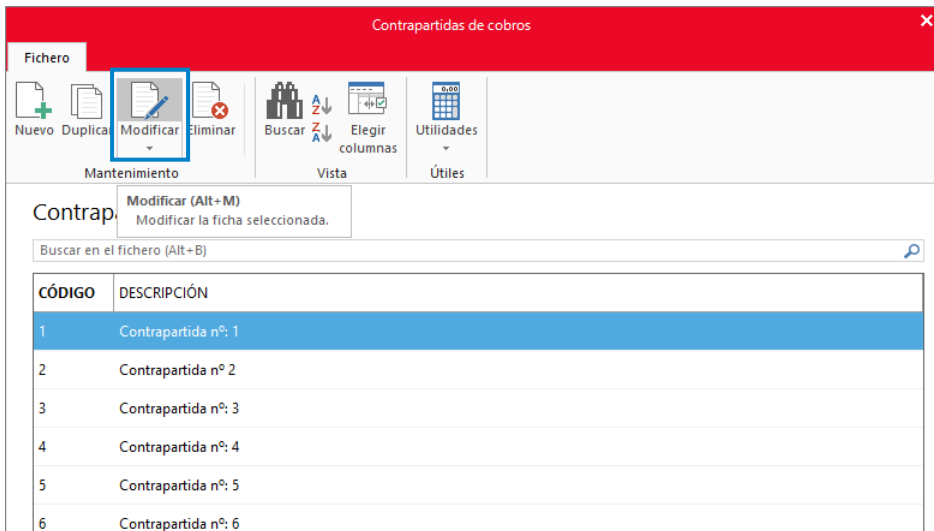 Contrapartidas de cobros
Fichero
Nuevo Duplicar Modificar Eliminar Buscar Elegir columnas Utilidades
Mantenimiento Vista Útiles
Modificar (Alt+M)
Modificar la ficha seleccionada.
Buscar en el fichero (Alt+B)
CÓDIGO DESCRIPCIÓN
1 Contrapartida nº: 1
2 Contrapartida nº 2
3 Contrapartida nº: 3
4 Contrapartida nº: 4
5 Contrapartida nº: 5
6 Contrapartida nº: 6